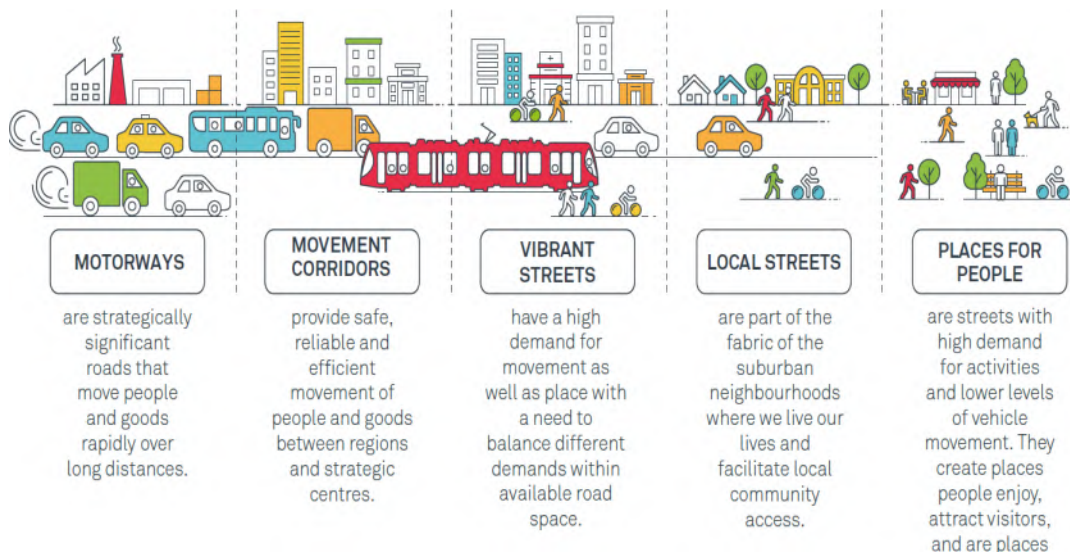 MOTORWAYS
are strategically
significant
roads that
move people
and goods
rapidly over
long distances.
MOVEMENT
CORRIDORS
provide safe,
reliable and
efficient
movement of
people and goods
between regions
and strategic
centres.
VIBRANT
STREETS
have a high
demand for
movement as
well as place with
a need to
balance different
demands within
available road
space.
LOCAL STREETS
are part of the
fabric of the
suburban
neighbourhoods
where we live our
lives and
facilitate local
community
access.
PLACES FOR
PEOPLE
are streets with
high demand
for activities
and lower levels
of vehicle
movement. They
create places
people enjoy,
attract visitors,
and are places